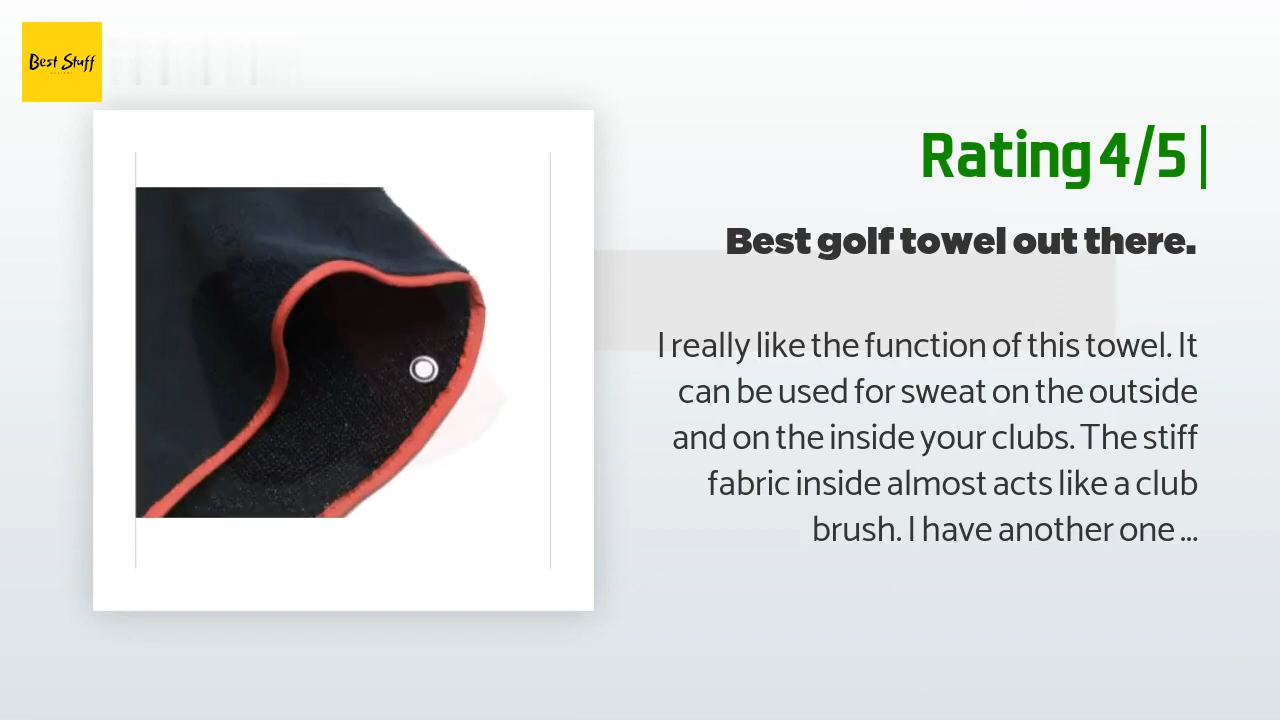 Best Stuff
Rating 4/5 |
Best golf towel out there.
I really like the function of this towel. It
can be used for sweat on the outside
and on the inside your clubs. The stiff
fabric inside almost acts like a club
brush. I have another one ...